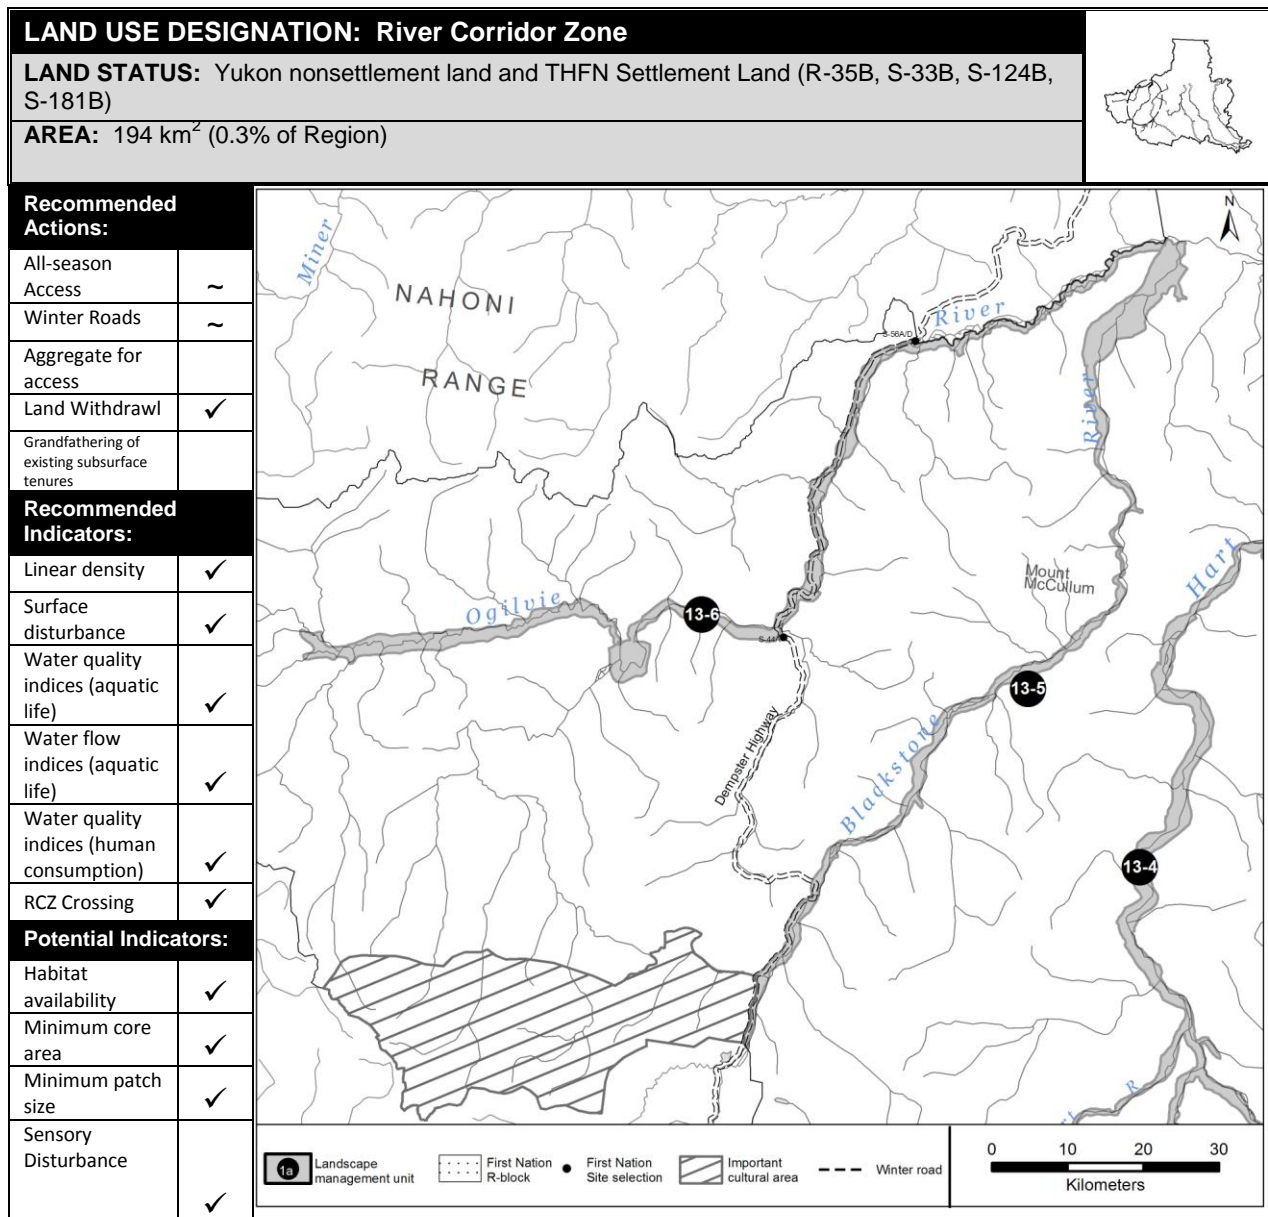 LAND USE DESIGNATION: River Corridor Zone
LAND STATUS: Yukon nonsettlement land and THFN Settlement Land (R-35B, S-33B, S-124B,
S-181B)
AREA: 194 km² (0.3% of Region)
Recommended
Actions:
All-season
Access ~
Winter Roads ~
Aggregate for
access
Land Withdrawl ✓
Grandfathering of
existing subsurface
tenures
Recommended
Indicators:
Linear density ✓
Surface
disturbance ✓
Water quality
indices (aquatic
life) ✓
Water flow
indices (aquatic
life) ✓
Water quality
indices (human
consumption) ✓
RCZ Crossing ✓
Potential Indicators:
Habitat
availability ✓
Minimum core
area ✓
Minimum patch
size ✓
Sensory
Disturbance
✓
N
Miner
NAHONI
RANGE
S-56A/D
River
River
Mount
McCullum
Hart
Ogilvie
13-6
13-5
Dempster Highway
Blackstone
13-4
R
1a
Landscape
management unit
First Nation
R-block
First Nation
Site selection
Important
cultural area
Winter road
0 10 20 30
Kilometers